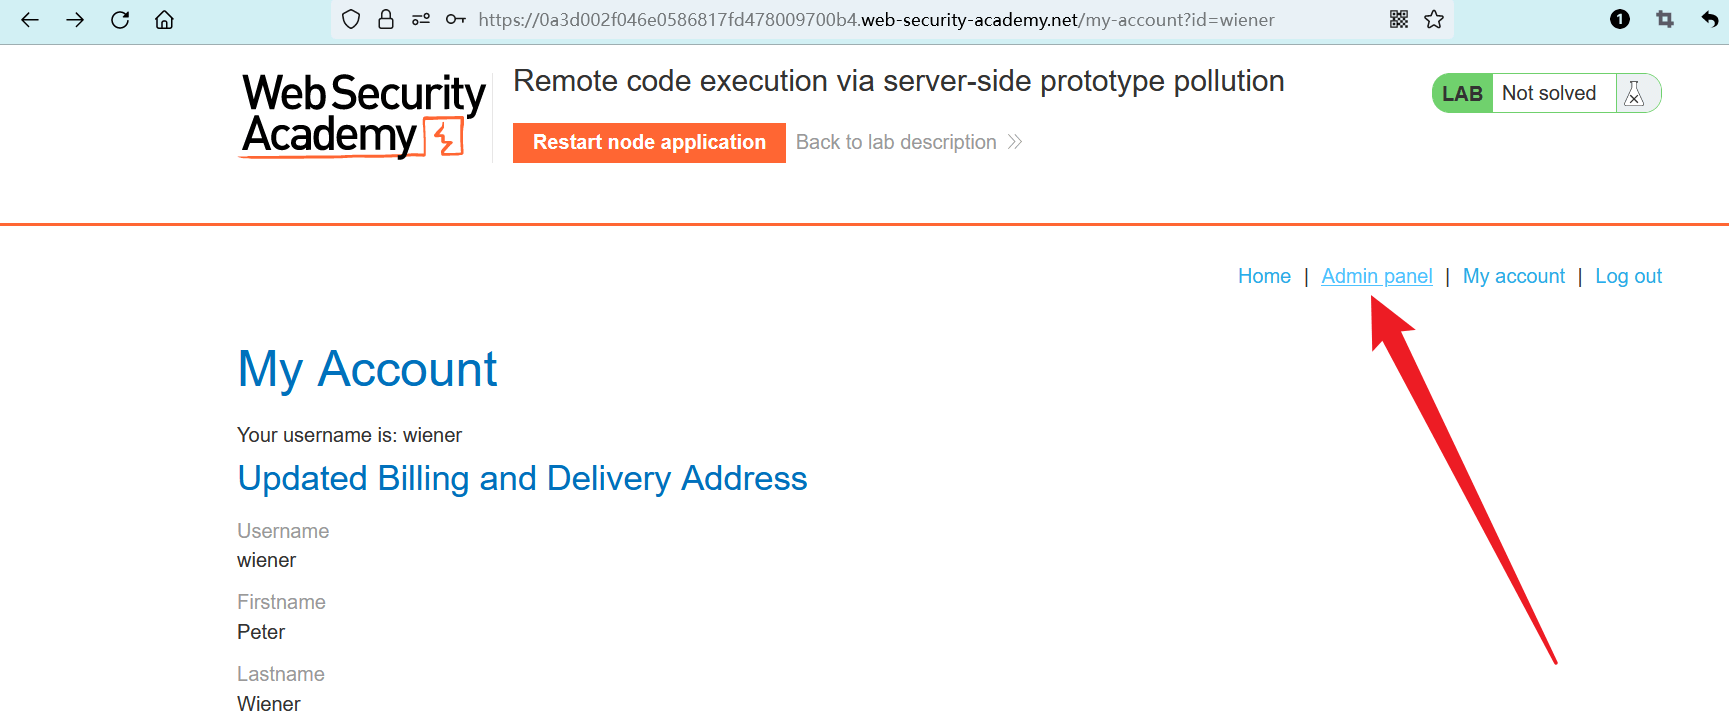 https://0a3d002f046e0586817fd478009700b4.web-security-academy.net/my-account?id=wiener
1
Web Security
Academy
Remote code execution via server-side prototype pollution
LAB Not solved
Restart node application Back to lab description
Home | Admin panel | My account | Log out
My Account
Your username is: wiener
Updated Billing and Delivery Address
Username
wiener
Firstname
Peter
Lastname
Wiener